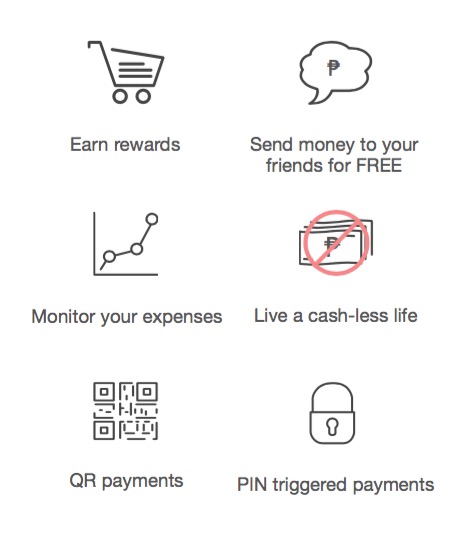 ₱
Earn rewards
Send money to your
friends for FREE
₱
Monitor your expenses
Live a cash-less life
QR payments
PIN triggered payments